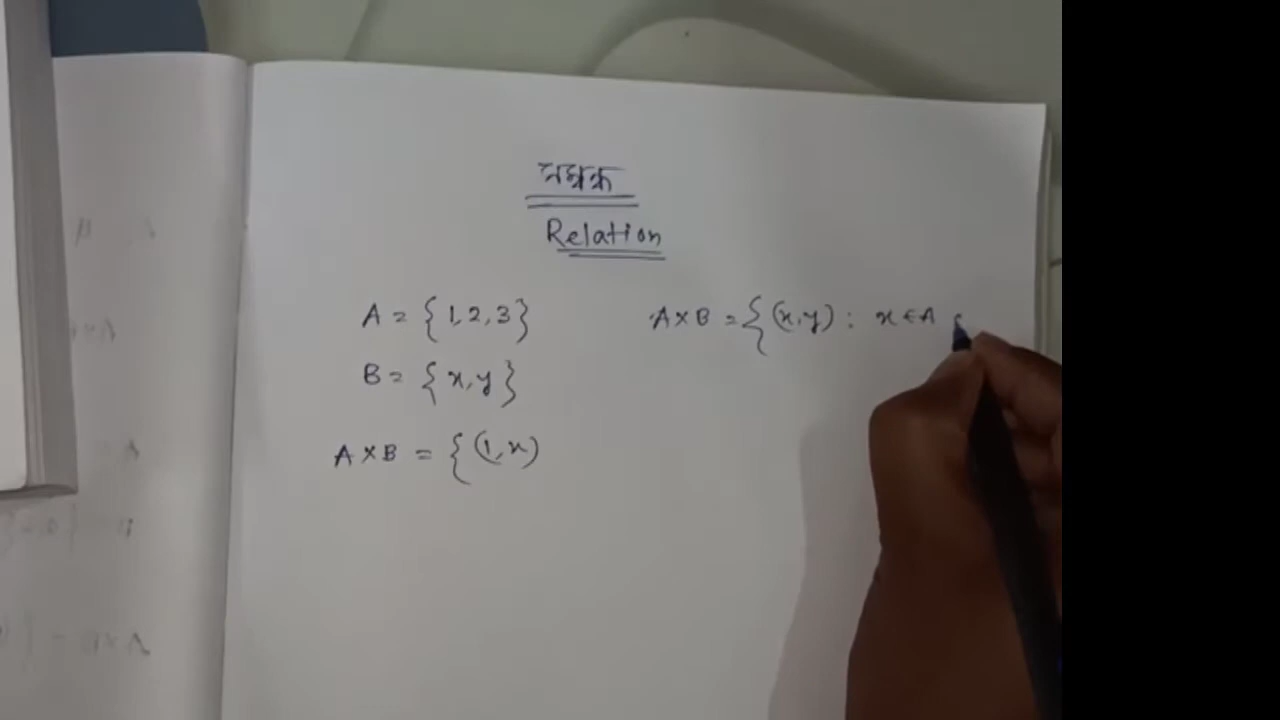 সম্বন্ধ
Relation
A = {1, 2, 3}
A × B = {(x, y) : x ∈ A
B = {x, y}
A × B = {(1, x)